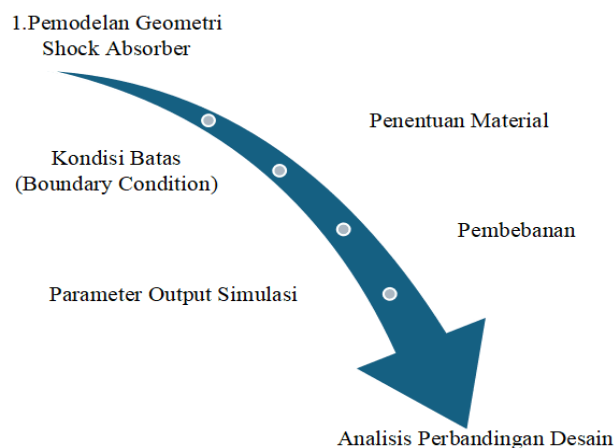 1.Pemodelan Geometri
Shock Absorber
Penentuan Material
Kondisi Batas
(Boundary Condition)
Pembebanan
Parameter Output Simulasi
Analisis Perbandingan Desain